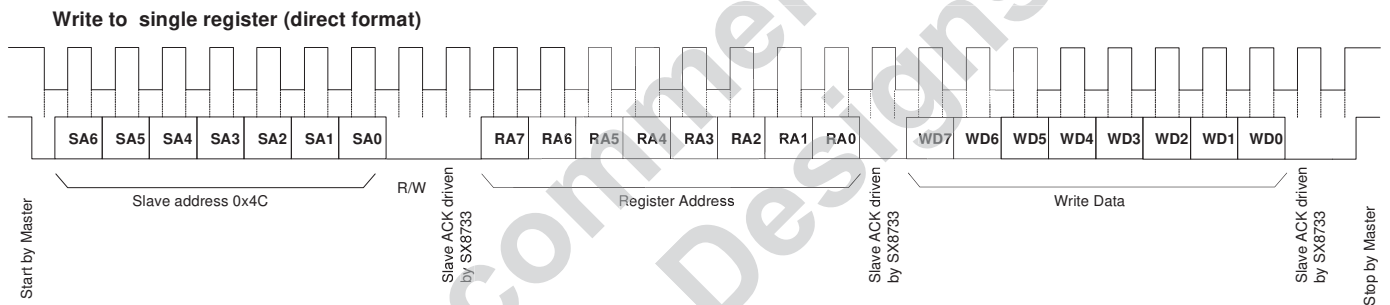 Write to single register (direct format)
SA6 SA5 SA4 SA3 SA2 SA1 SA0 RA7 RA6 RA5 RA4 RA3 RA2 RA1 RA0 WD7 WD6 WD5 WD4 WD3 WD2 WD1 WD0
Start by Master
Slave address 0x4C
R/W
Slave ACK driven
by SX8733
Register Address
Slave ACK driven
by SX8733
Write Data
Slave ACK driven
by SX8733
Stop by Master
commen
Designs